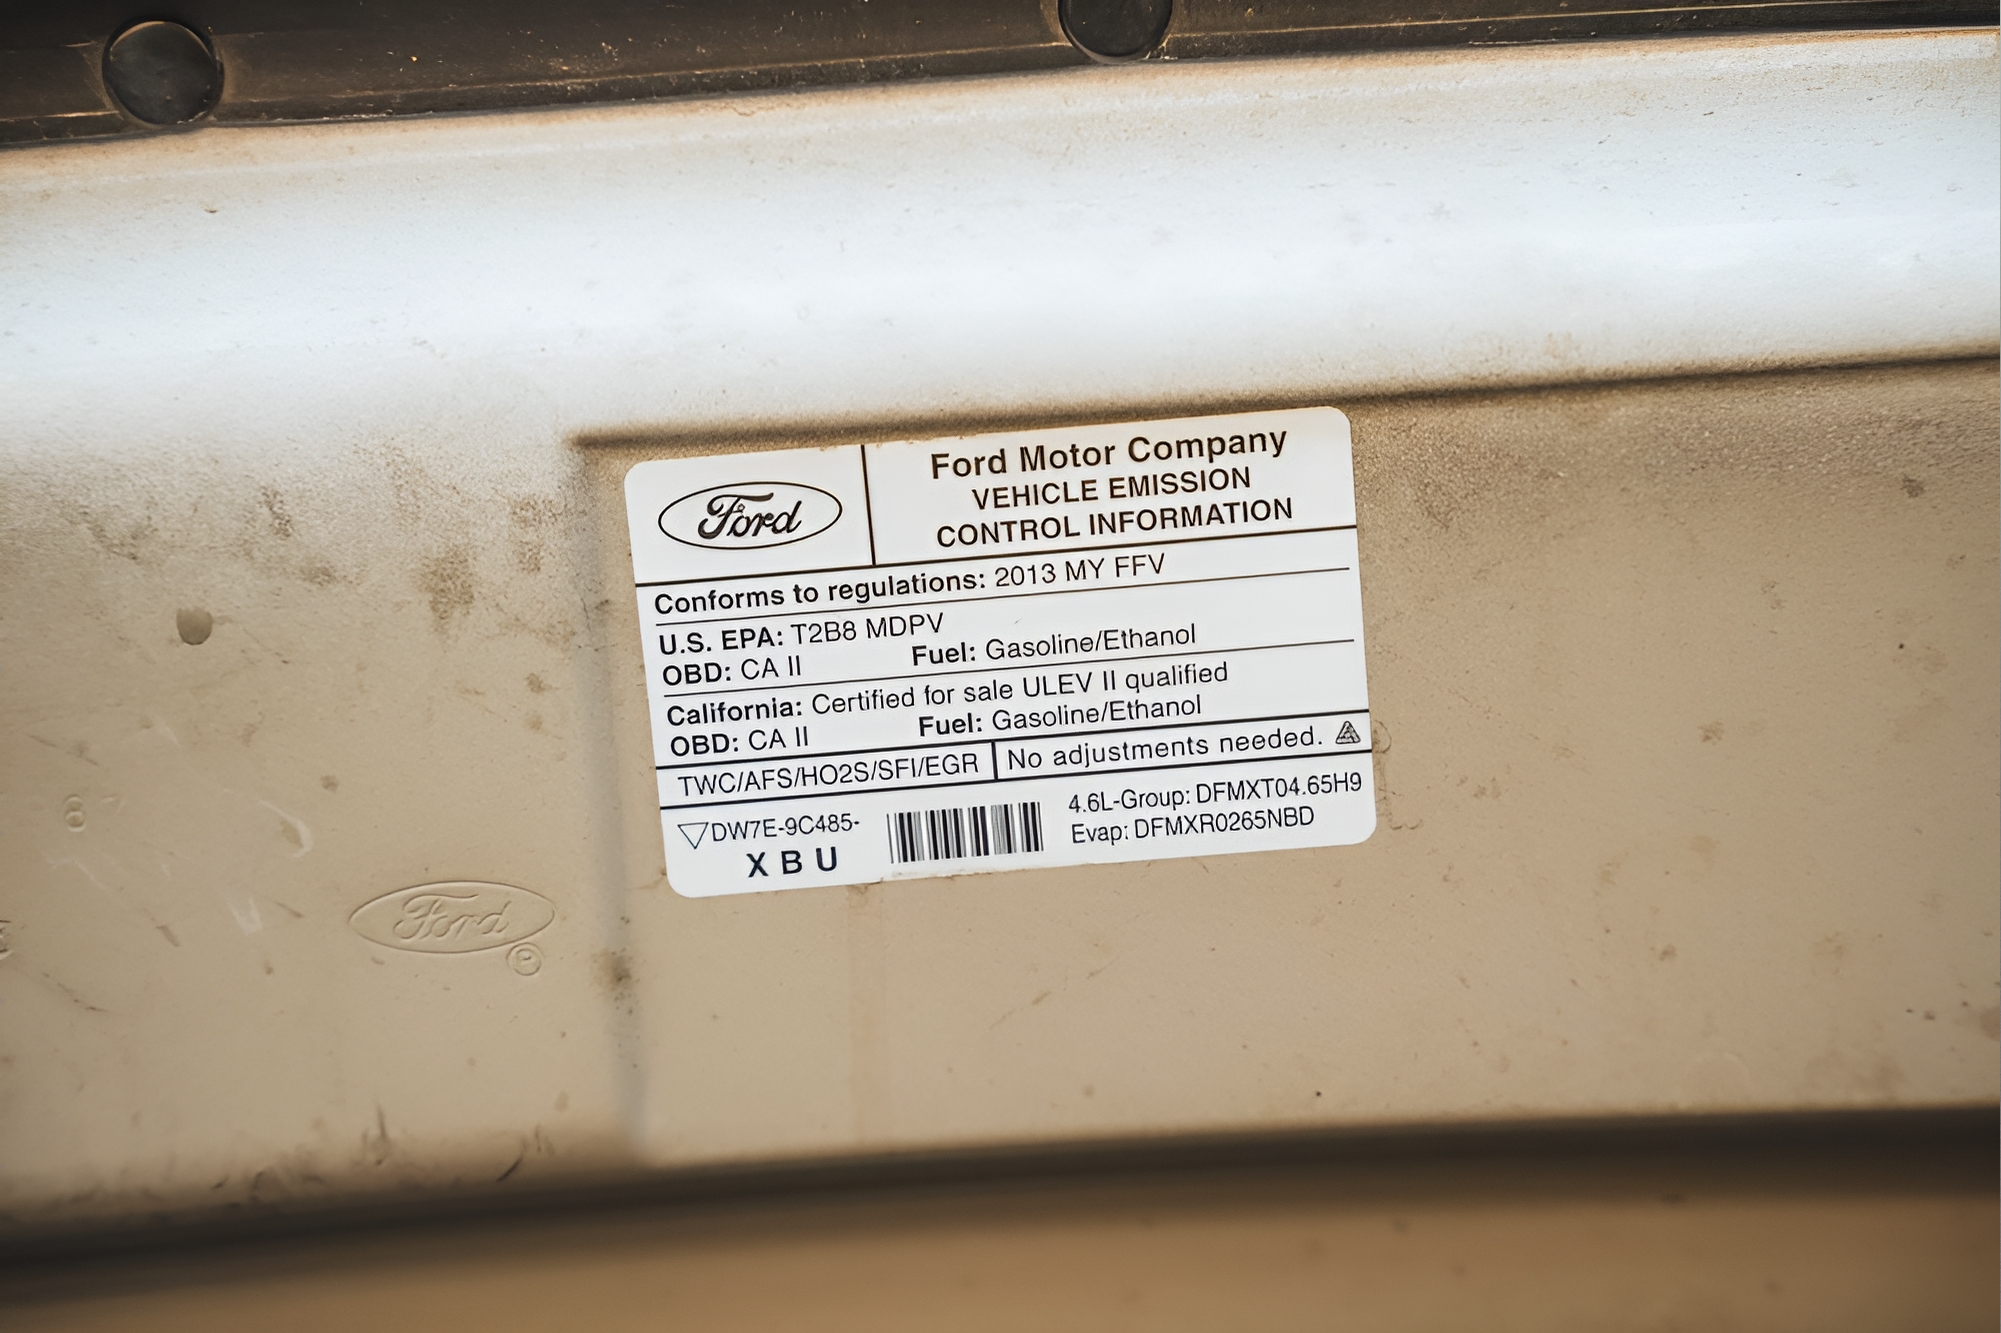 Ford
Ford Motor Company
VEHICLE EMISSION
CONTROL INFORMATION
Conforms to regulations: 2013 MY FFV
U.S. EPA: T2B8 MDPV
OBD: CA II Fuel: Gasoline/Ethanol
California: Certified for sale ULEV II qualified
OBD: CA II Fuel: Gasoline/Ethanol
TWC/AFS/HO2S/SFI/EGR
No adjustments needed.
DW7E-9C485-
X B U
4.6L-Group: DFMXT04.65H9
Evap: DFMXR0265NBD
Ford